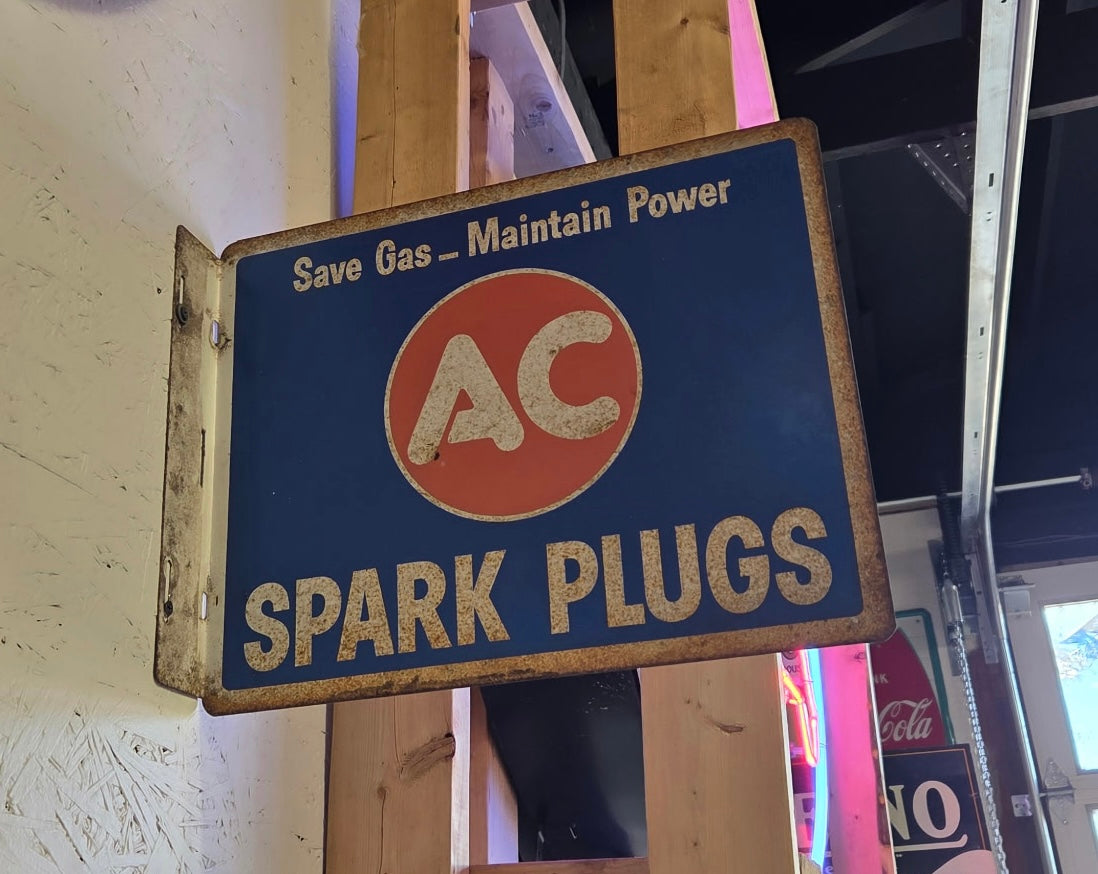 Save Gas — Maintain Power
AC
SPARK PLUGS
Cola
NO